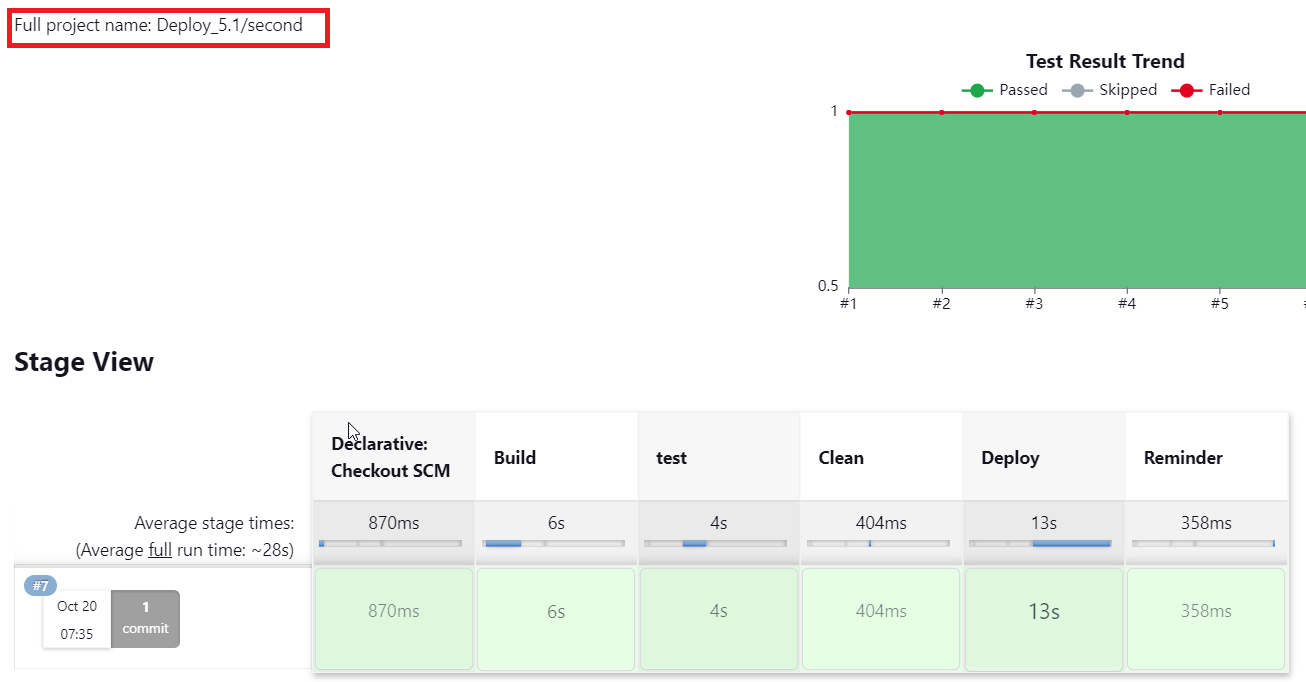 Full project name: Deploy_5.1/second
Test Result Trend
Passed Skipped Failed
1
0.5
#1 #2 #3 #4 #5
Stage View
Declarative:
Checkout SCM
Build
test
Clean
Deploy
Reminder
Average stage times:
(Average full run time: ~28s)
870ms 6s 4s 404ms 13s 358ms
#7
Oct 20
07:35
1
commit
870ms 6s 4s 404ms 13s 358ms